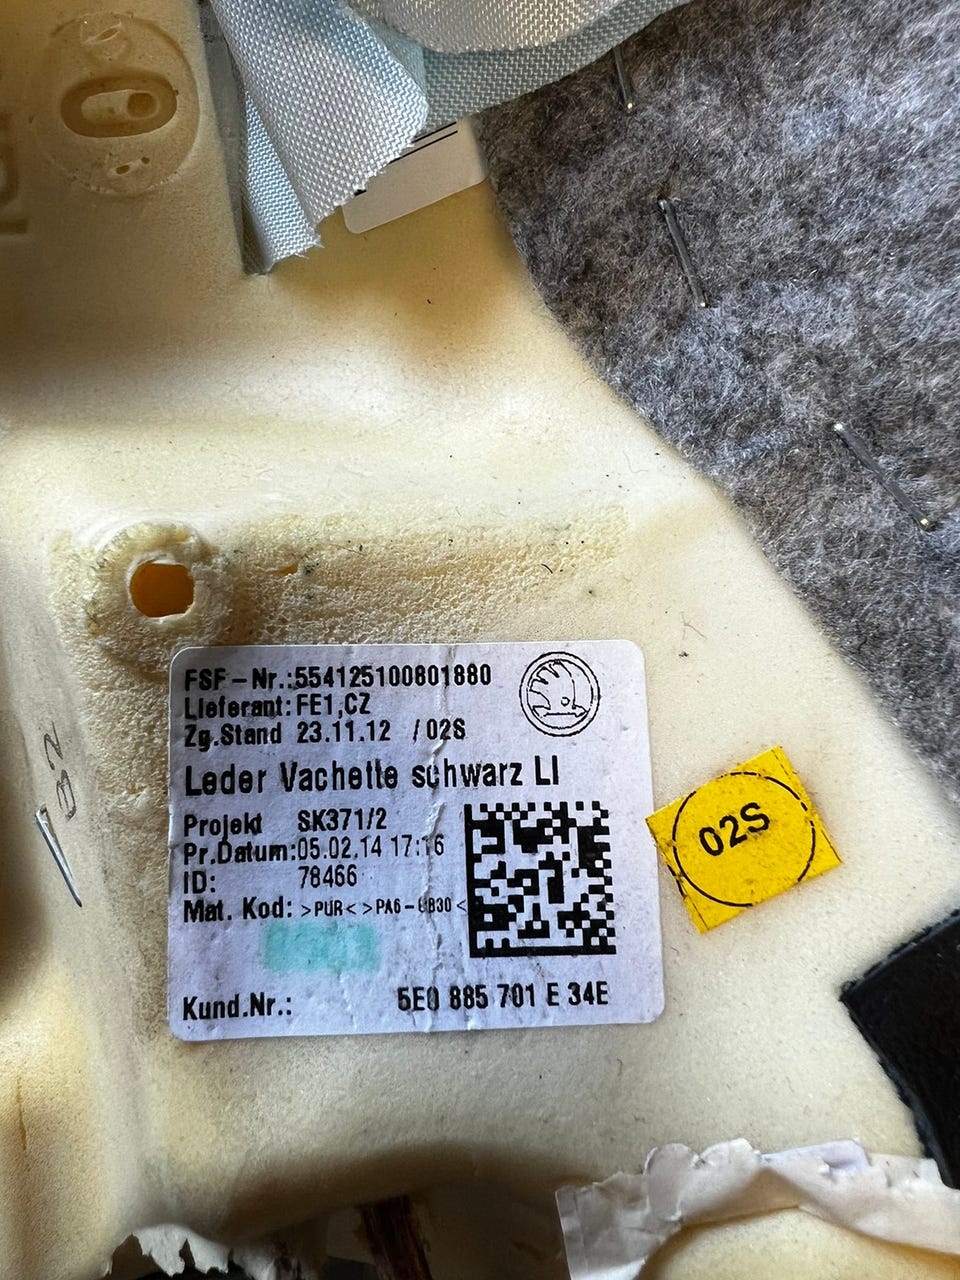 FSF-Nr.:554125100801880
Lieferant: FE1,CZ
Zg.Stand 23.11.12 /02S
Leder Vachette schwarz LI
Projekt SK371/2
Pr.Datum:05.02.14 17:16
ID: 78466
Mat. Kod: >PUR< >PA6-GB30<
Kund.Nr.: 5E0 885 701 E 34E
02S